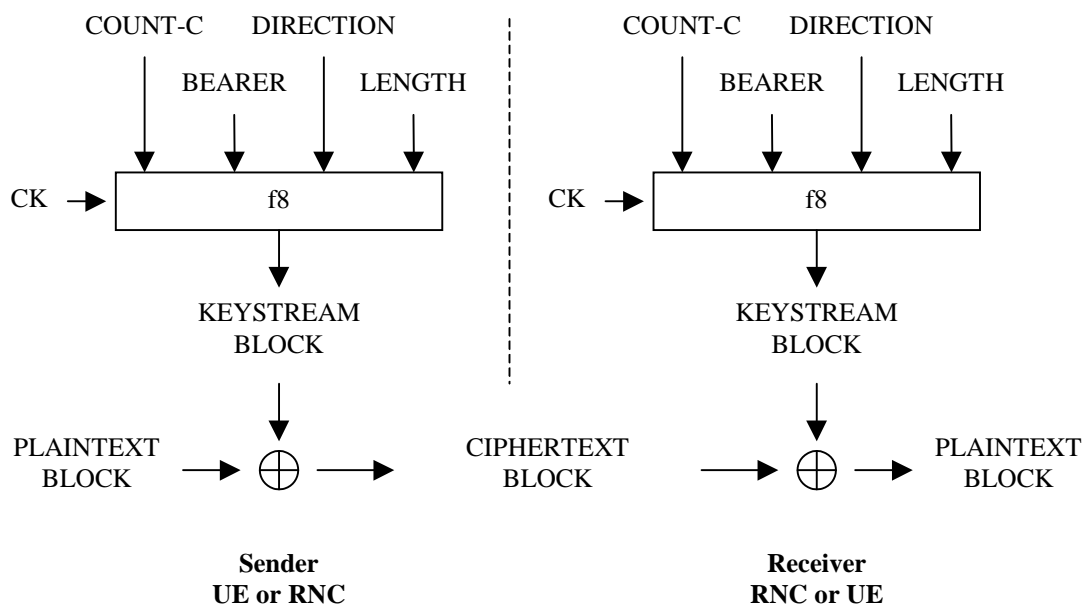 COUNT-C DIRECTION COUNT-C DIRECTION
BEARER LENGTH BEARER LENGTH
CK f8 CK f8
KEYSTREAM BLOCK KEYSTREAM BLOCK
PLAINTEXT BLOCK CIPHERTEXT BLOCK PLAINTEXT BLOCK
Sender Receiver
UE or RNC RNC or UE